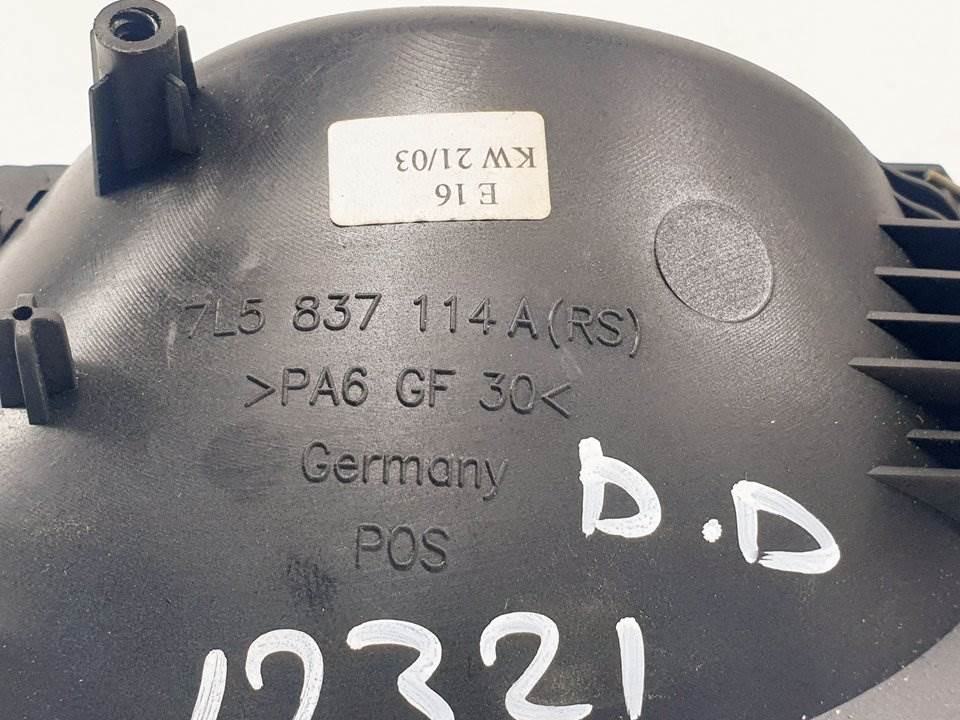 E 16
KW 21/03
7L5 837 114 A (RS)
>PA6 GF 30<
Germany
POS
D.D
12321